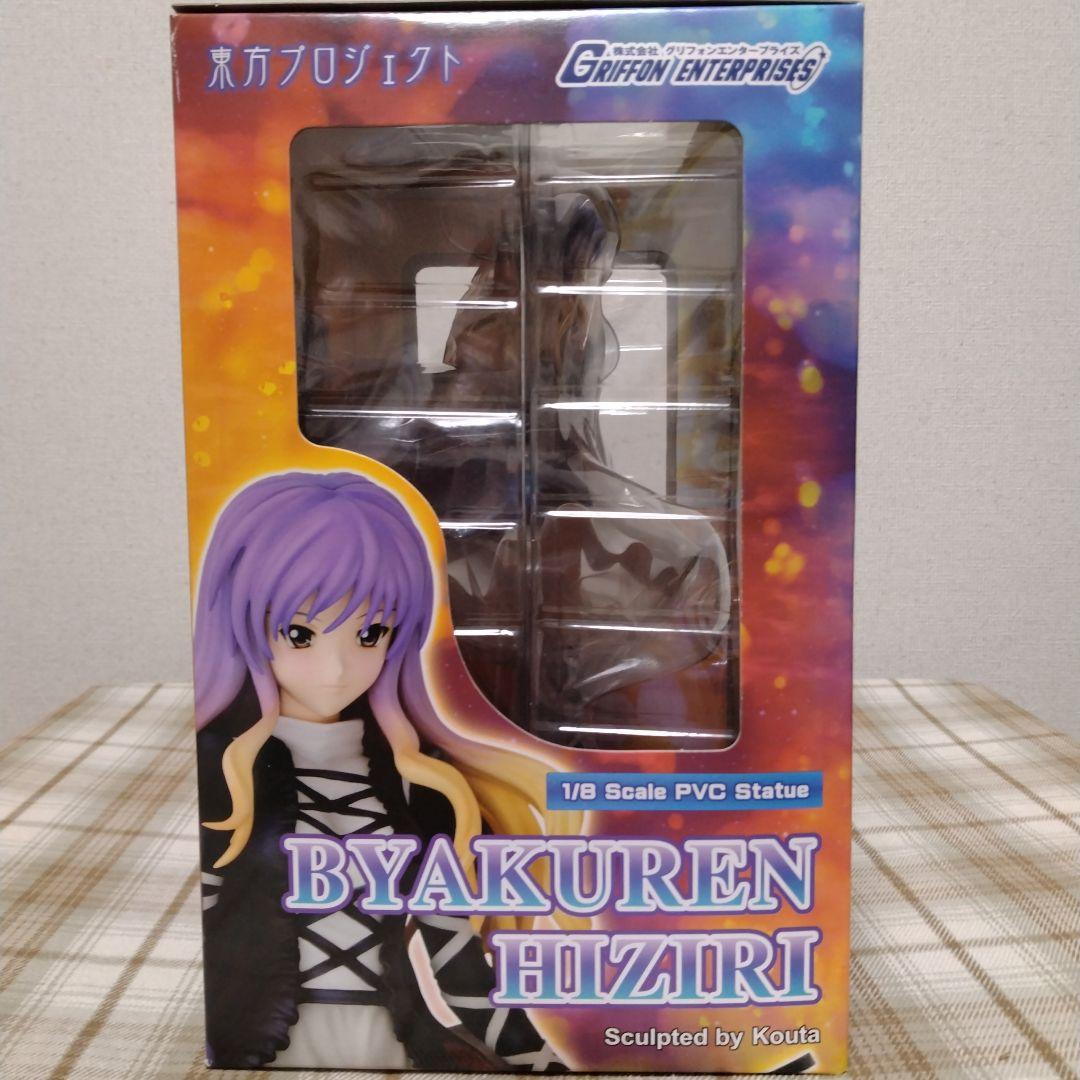 東方プロジェクト
株式会社 グリフォンエンタープライズ
GRIFFON ENTERPRISES
1/8 Scale PVC Statue
BYAKUREN
HIZIRI
Sculpted by Kouta